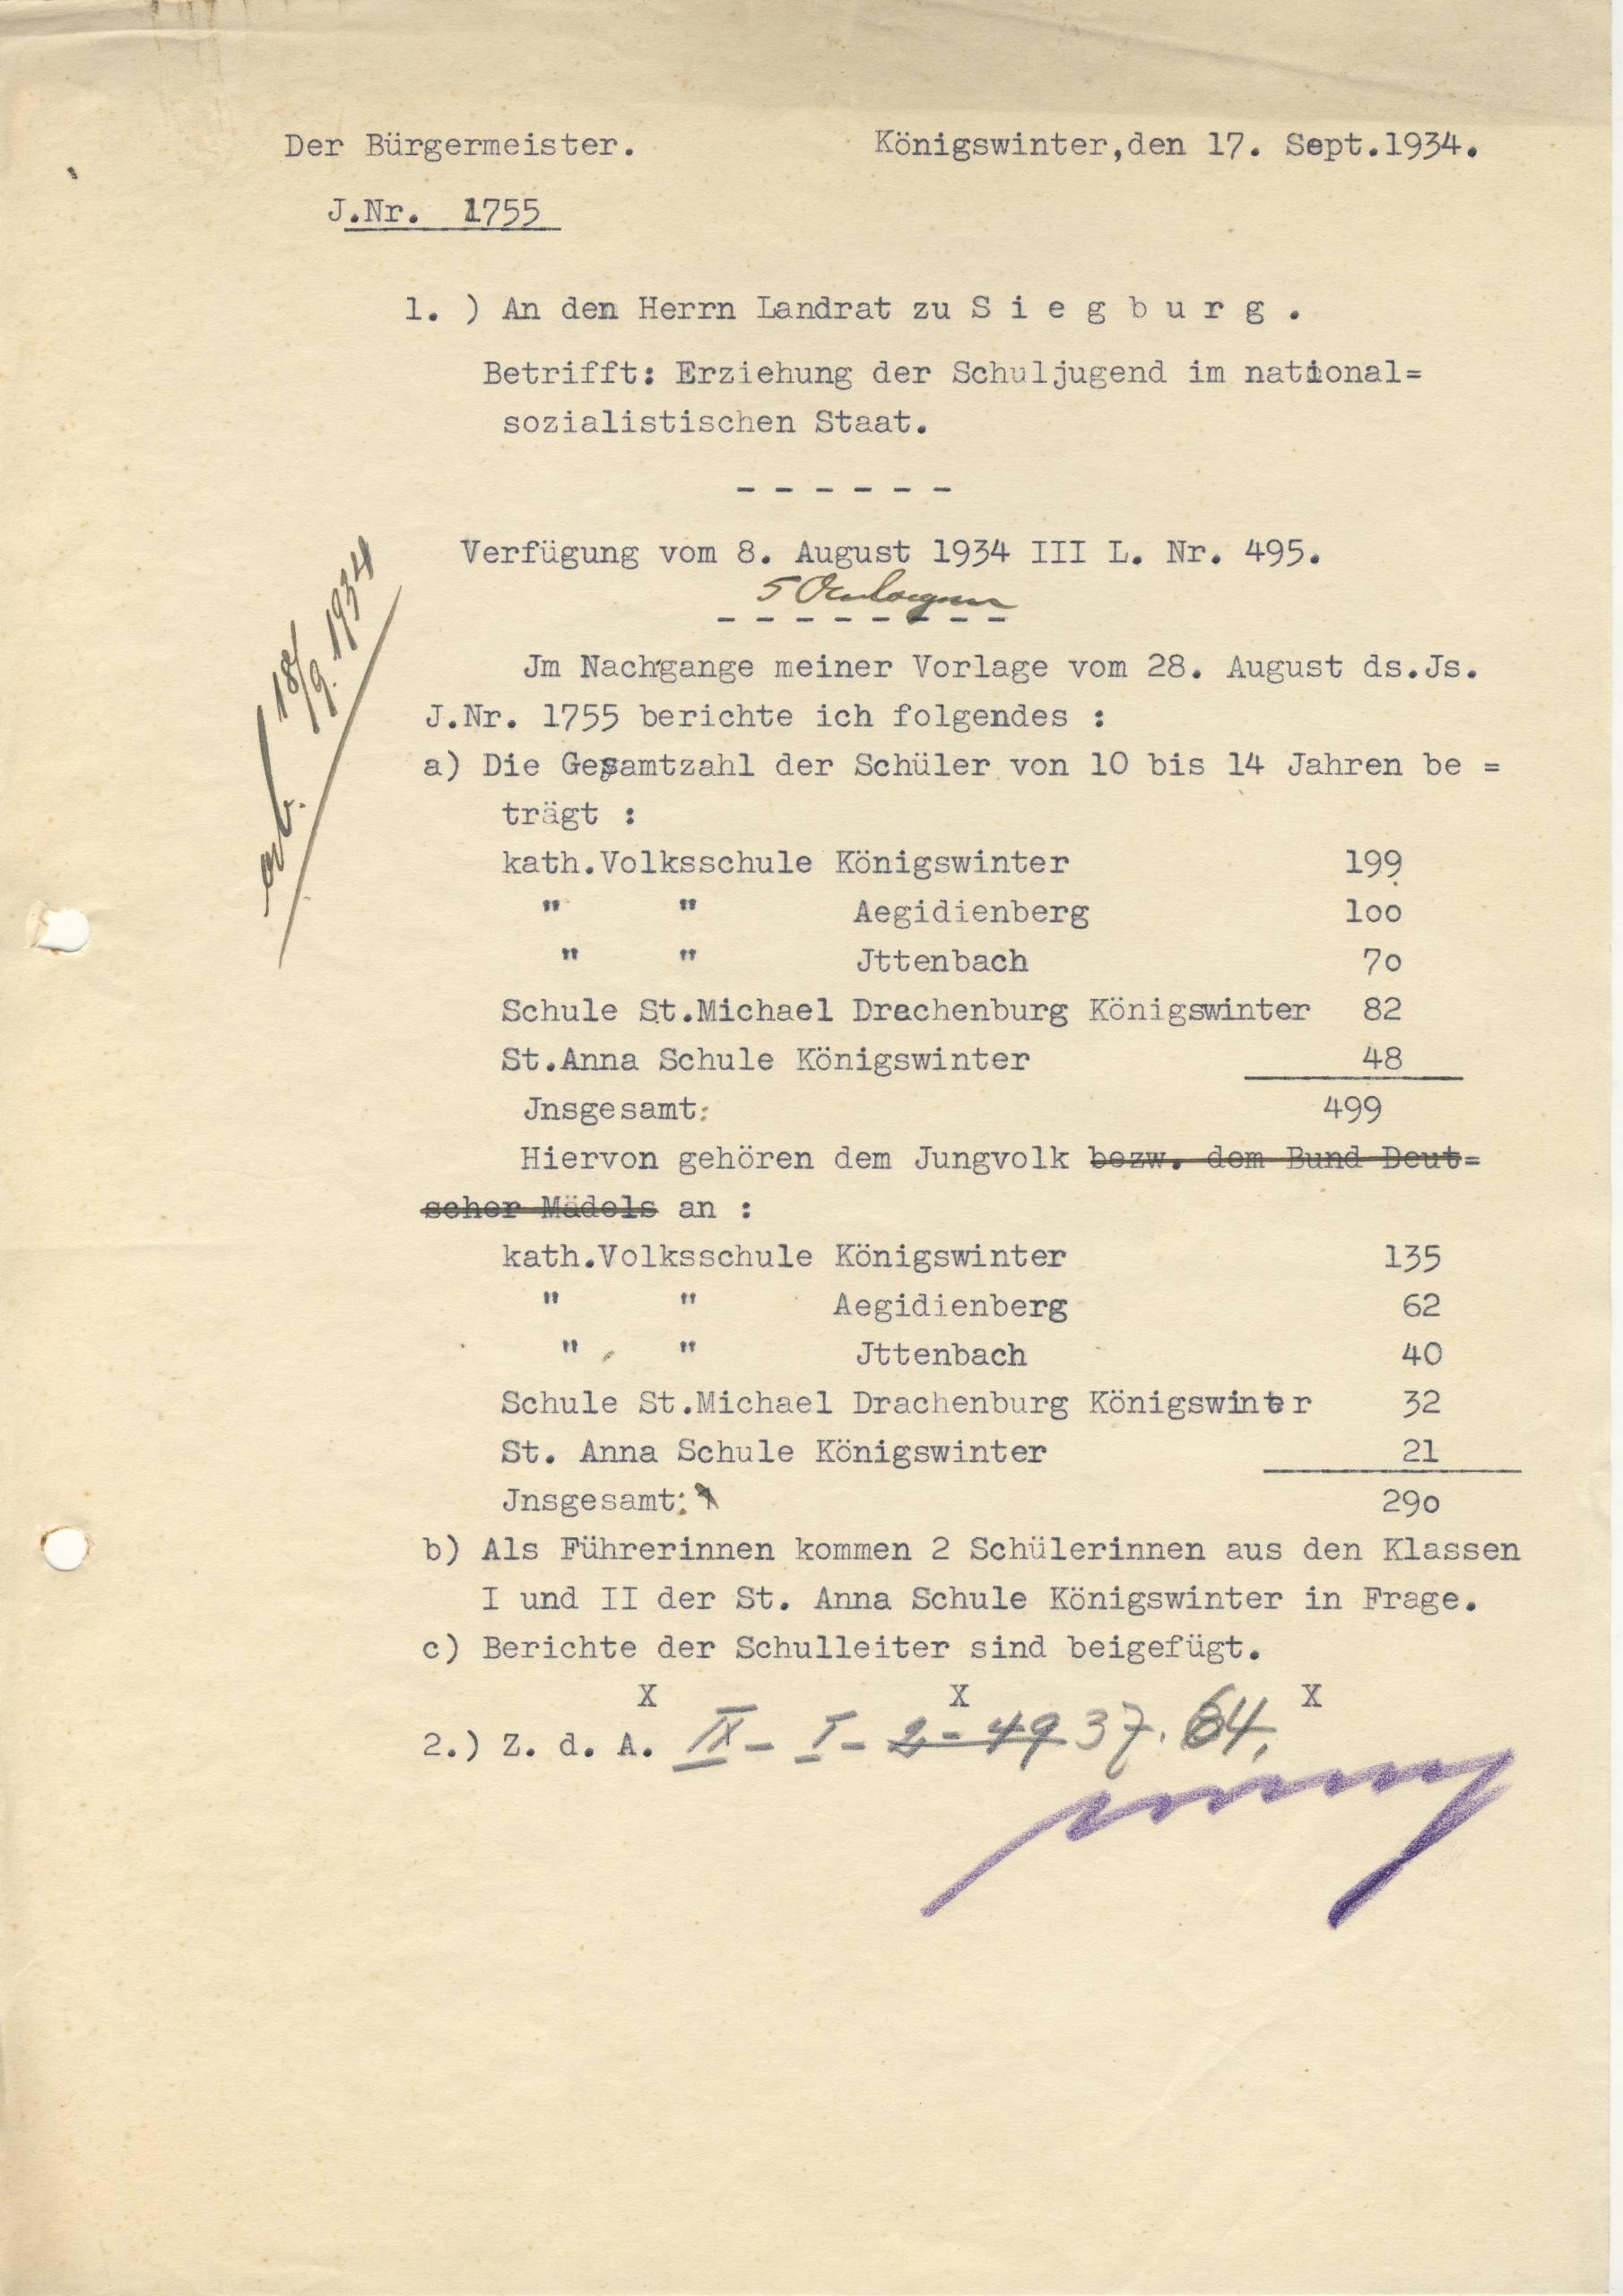 Der Bürgermeister. Königswinter,den 17. Sept.1934.
J.Nr. 1755
1. ) An den Herrn Landrat zu S i e g b u r g .
Betrifft: Erziehung der Schuljugend im national=
sozialistischen Staat.
- - - - - -
Verfügung vom 8. August 1934 III L. Nr. 495.
5 Anlagen
- - - - - - - -
ab. 18/9. 1934
Jm Nachgange meiner Vorlage vom 28. August ds.Js.
J.Nr. 1755 berichte ich folgendes :
a) Die Gesamtzahl der Schüler von 10 bis 14 Jahren be =
trägt :
kath.Volksschule Königswinter 199
" " Aegidienberg 1oo
" " Jttenbach 7o
Schule St.Michael Drachenburg Königswinter 82
St.Anna Schule Königswinter 48
Jnsgesamt: 499
Hiervon gehören dem Jungvolk bezw. dem Bund Deut=
scher Mädels an :
kath.Volksschule Königswinter 135
" " Aegidienberg 62
" " Jttenbach 40
Schule St.Michael Drachenburg Königswinter 32
St. Anna Schule Königswinter 21
Jnsgesamt: 29o
b) Als Führerinnen kommen 2 Schülerinnen aus den Klassen
I und II der St. Anna Schule Königswinter in Frage.
c) Berichte der Schulleiter sind beigefügt.
X X X
2.) Z. d. A. IX - I - 2 - 49 37. 64.